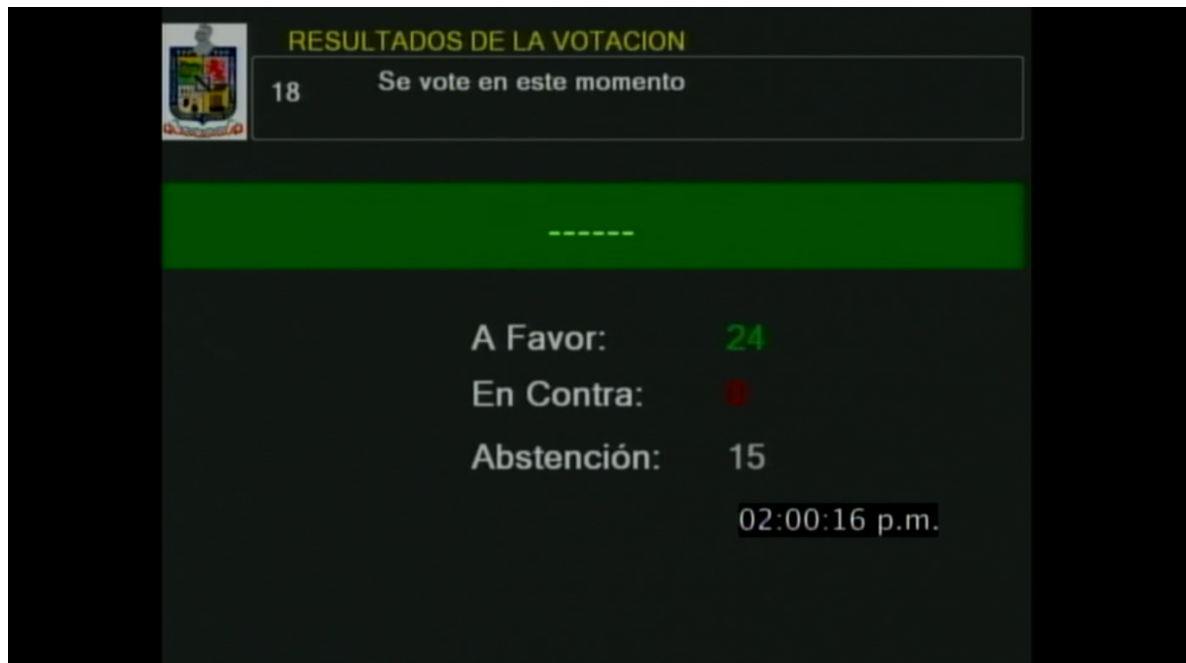 RESULTADOS DE LA VOTACION
18 Se vote en este momento
------
A Favor: 24
En Contra: 0
Abstención: 15
02:00:16 p.m.